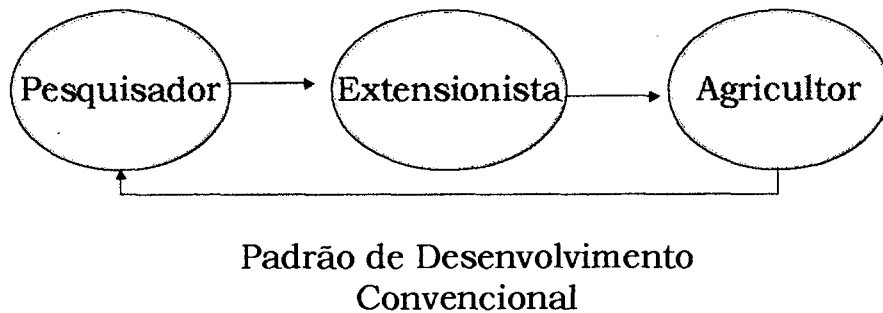 Pesquisador Extensionista Agricultor
Padrão de Desenvolvimento
Convencional